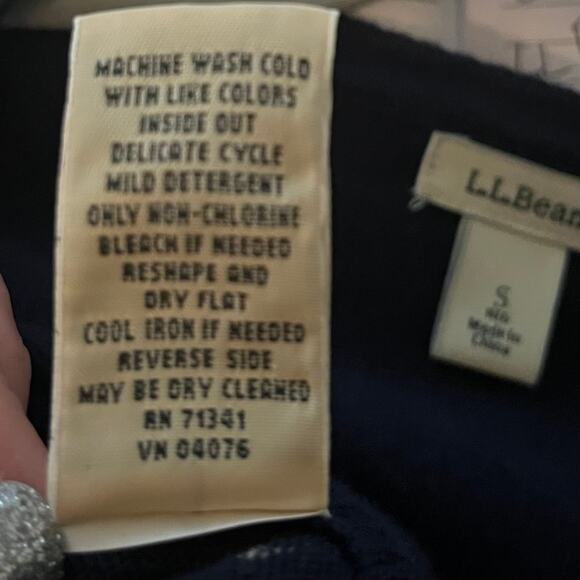 MACHINE WASH COLD
WITH LIKE COLORS
INSIDE OUT
DELICATE CYCLE
MILD DETERGENT
ONLY NON-CHLORINE
BLEACH IF NEEDED
RESHAPE AND
DRY FLAT
COOL IRON IF NEEDED
REVERSE SIDE
MAY BE DRY CLEANED
RN 71341
VN 04076
L.L.Bean
S
Made in
China